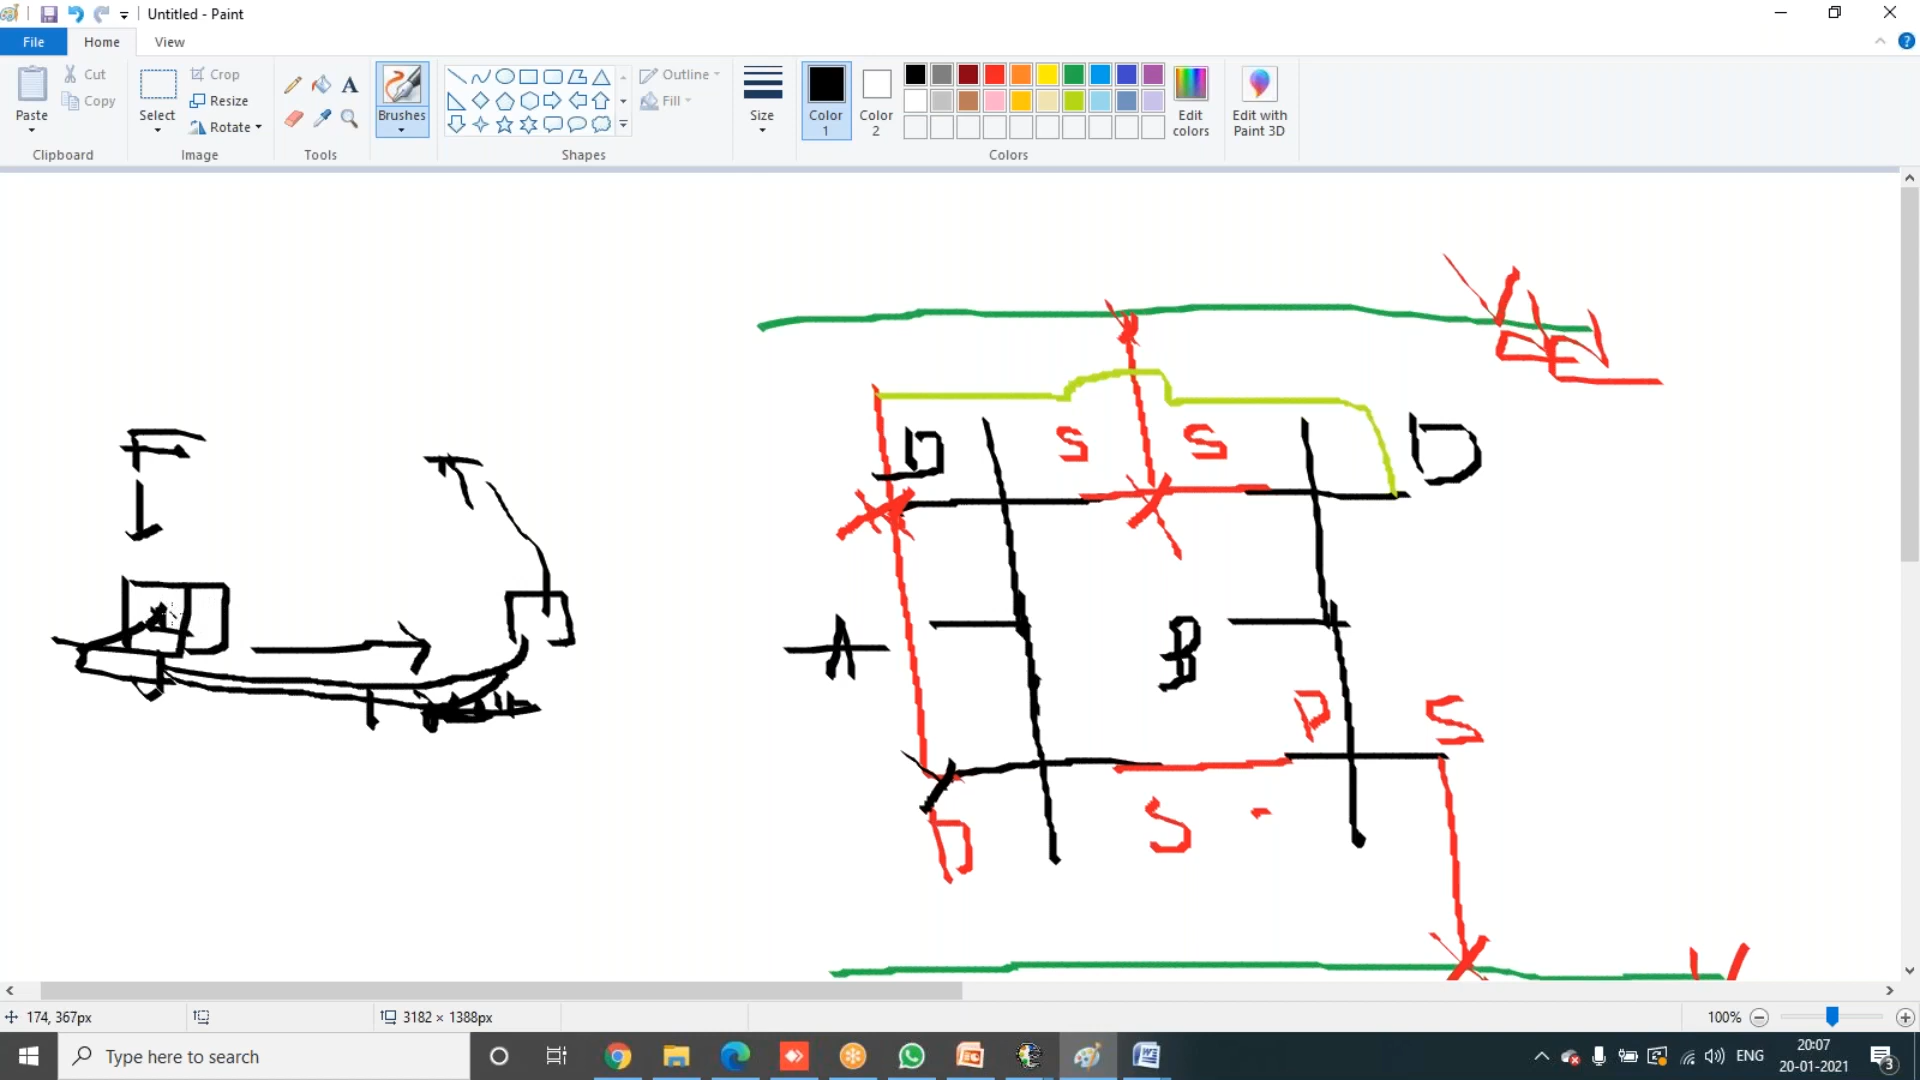 Untitled - Paint
File Home View
Cut
Copy
Paste
Clipboard
Crop
Resize
Rotate
Select
Image
A
Tools
Brushes
Outline
Fill
Shapes
Size
Color 1
Color 2
Edit colors
Edit with Paint 3D
Colors
F
D S S D
A B
P S
S
D
174, 367px
3182 × 1388px
100%
Type here to search
ENG
20:07
20-01-2021
3